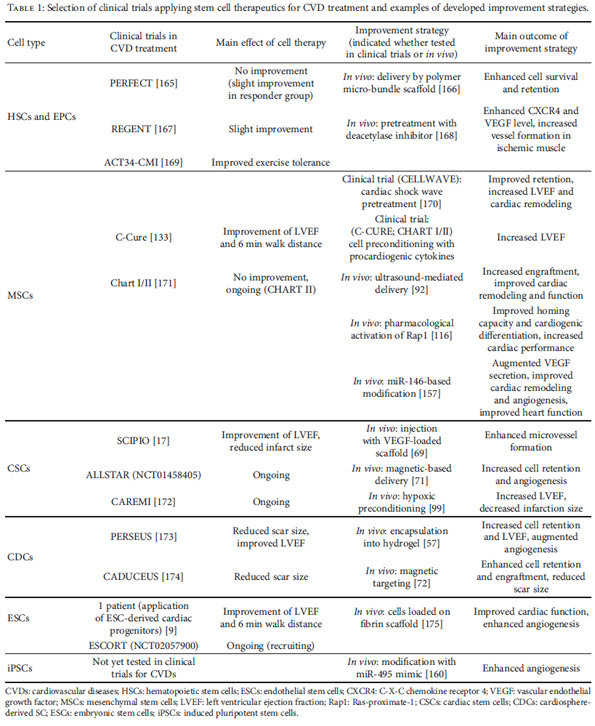 TABLE 1: Selection of clinical trials applying stem cell therapeutics for CVD treatment and examples of developed improvement strategies.
Cell type
Clinical trials in
CVD treatment
Main effect of cell therapy
Improvement strategy
(indicated whether tested
in clinical trials or in vivo)
Main outcome of
improvement strategy
HSCs and EPCs
PERFECT [165]
No improvement
(slight improvement
in responder group)
In vivo: delivery by polymer
micro-bundle scaffold [166]
Enhanced cell survival
and retention
REGENT [167]
Slight improvement
In vivo: pretreatment with
deacetylase inhibitor [168]
Enhanced CXCR4 and
VEGF level, increased
vessel formation in
ischemic muscle
ACT34-CMI [169]
Improved exercise tolerance
MSCs
Clinical trial (CELLWAVE):
cardiac shock wave
pretreatment [170]
Improved retention,
increased LVEF and
cardiac remodeling
C-Cure [133]
Improvement of LVEF
and 6 min walk distance
Clinical trial:
(C-CURE; CHART I/II)
cell preconditioning with
procardiogenic cytokines
Increased LVEF
Chart I/II [171]
No improvement,
ongoing (CHART II)
In vivo: ultrasound-mediated
delivery [92]
Increased engraftment,
improved cardiac
remodeling and function
In vivo: pharmacological
activation of Rap1 [116]
Improved homing
capacity and cardiogenic
differentiation, increased
cardiac performance
In vivo: miR-146-based
modification [157]
Augmented VEGF
secretion, improved
cardiac remodeling
and angiogenesis,
improved heart function
CSCs
SCIPIO [17]
Improvement of LVEF,
reduced infarct size
In vivo: injection
with VEGF-loaded
scaffold [69]
Enhanced microvessel
formation
ALLSTAR (NCT01458405)
Ongoing
In vivo: magnetic-based
delivery [71]
Increased cell retention
and angiogenesis
CAREMI [172]
Ongoing
In vivo: hypoxic
preconditioning [99]
Increased LVEF,
decreased infarction size
CDCs
PERSEUS [173]
Reduced scar size,
improved LVEF
In vivo: encapsulation
into hydrogel [57]
Increased cell retention
and LVEF, augmented
angiogenesis
CADUCEUS [174]
Reduced scar size
In vivo: magnetic
targeting [72]
Enhanced cell retention
and engraftment, reduced
scar size
ESCs
1 patient (application
of ESC-derived cardiac
progenitors) [9]
Improvement of LVEF
and 6 min walk distance
In vivo: cells loaded on
fibrin scaffold [175]
Improved cardiac function,
enhanced angiogenesis
ESCORT (NCT02057900)
Ongoing (recruiting)
iPSCs
Not yet tested in clinical
trials for CVDs
In vivo: modification with
miR-495 mimic [160]
Enhanced angiogenesis
CVDs: cardiovascular diseases; HSCs: hematopoietic stem cells; ESCs: endothelial stem cells; CXCR4: C-X-C chemokine receptor 4; VEGF: vascular endothelial
growth factor; MSCs: mesenchymal stem cells; LVEF: left ventricular ejection fraction; Rap1: Ras-proximate-1; CSCs: cardiac stem cells; CDCs: cardiosphere-
derived SC; ESCs: embryonic stem cells; iPSCs: induced pluripotent stem cells.